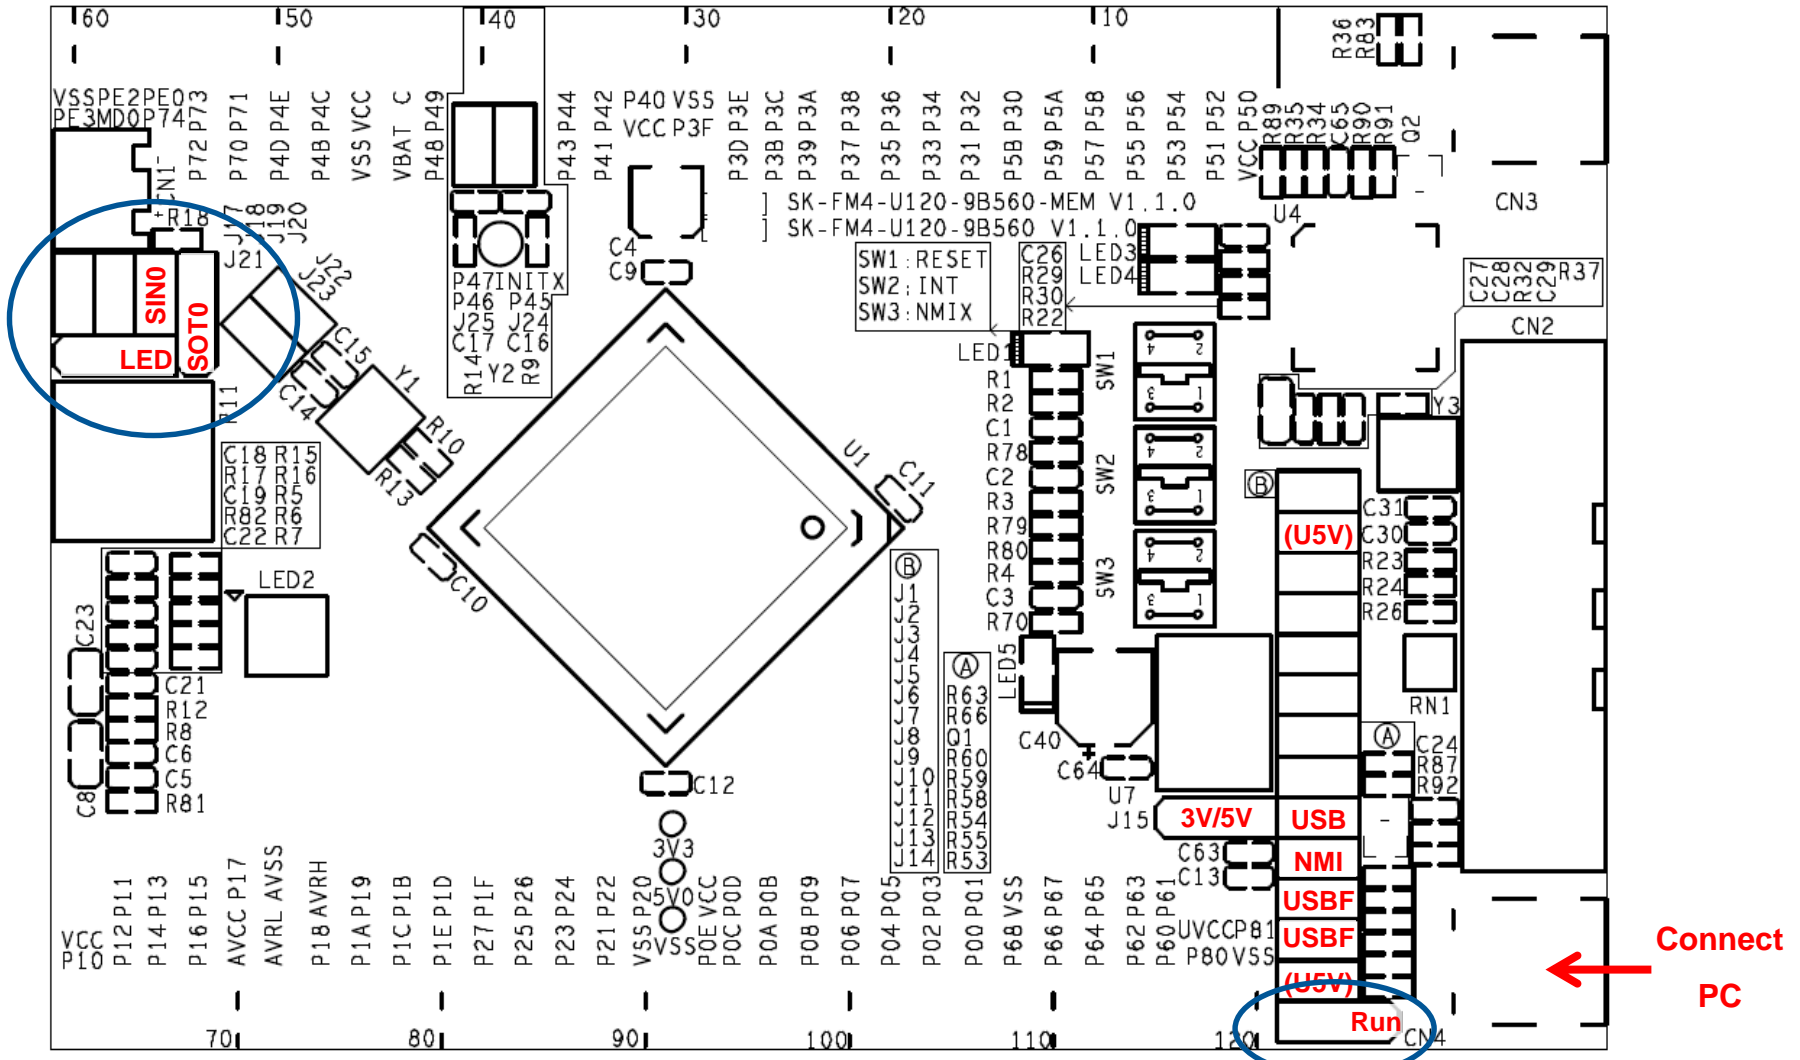 60 50 40 30 20 10
R36
R83
VSSPE2PE0
PE3MD0P74
P72 P73
P70 P71
P4D P4E
P4B P4C
VSS VCC
VBAT C
P48 P49
P43 P44
P41 P42
P40 VSS
VCC P3F
P3D P3E
P3B P3C
P39 P3A
P37 P38
P35 P36
P33 P34
P31 P32
P5B P30
P59 P5A
P57 P58
P55 P56
P53 P54
P51 P52
VCC P50
R89
R35
R34
C65
R90
R91
Q2
CN3
CN1
+R18
J17
J18
J19
J20
J21
J22
J23
[ ] SK-FM4-U120-9B560-MEM V1.1.0
[ ] SK-FM4-U120-9B560 V1.1.0
U4
C4
C9
SW1:RESET
SW2: INT
SW3:NMIX
C26
R29
R30
R22
LED3
LED4
C27
C28
R32
C29
R37
CN2
SIN0
SOT0
LED
P47INITX
P46 P45
J25 J24
C17 C16
R14
Y2
R9
C15
C14
Y1
R10
R13
R11
U1
C11
C10
C12
LED1
R1
R2
C1
R78
C2
R3
R79
R80
R4
C3
R70
SW1
2
4
1
3
SW2
2
4
1
3
SW3
2
4
1
3
Y3
B
(U5V)
C31
C30
R23
R24
R26
RN1
C18 R15
R17 R16
C19 R5
R82 R6
C22 R7
LED2
C23
C21
R12
R8
C6
C5
R81
C8
B
J1
J2
J3
J4
J5
J6
J7
J8
J9
J10
J11
J12
J13
J14
A
R63
R66
Q1
R60
R59
R58
R54
R55
R53
LED5
C40
+
C64
U7
J15
3V/5V
USB
NMI
USBF
USBF
(U5V)
Run
A
C24
R87
R92
C63
C13
3V3
5V0
VSS
VCC
P10
P12 P11
P14 P13
P16 P15
AVCC P17
AVRL AVSS
P18 AVRH
P1A P19
P1C P1B
P1E P1D
P27 P1F
P25 P26
P23 P24
P21 P22
VSS P20
P0E VCC
P0C P0D
P0A P0B
P08 P09
P06 P07
P04 P05
P02 P03
P00 P01
P68 VSS
P66 P67
P64 P65
P62 P63
P60 P61
UVCCP81
P80VSS
Connect
PC
70 80 90 100 110 120
CN4